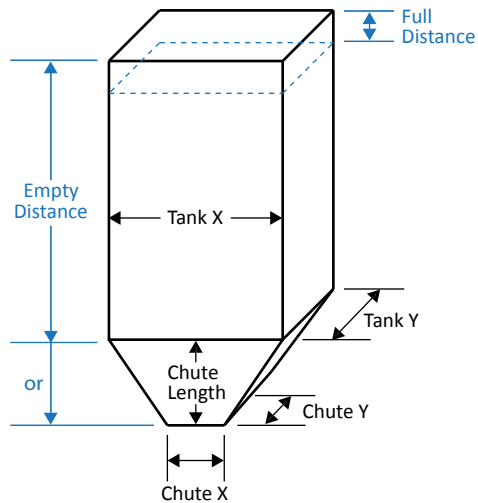 Full
Distance
Empty
Distance
Tank X
Tank Y
or
Chute
Length
Chute Y
Chute X